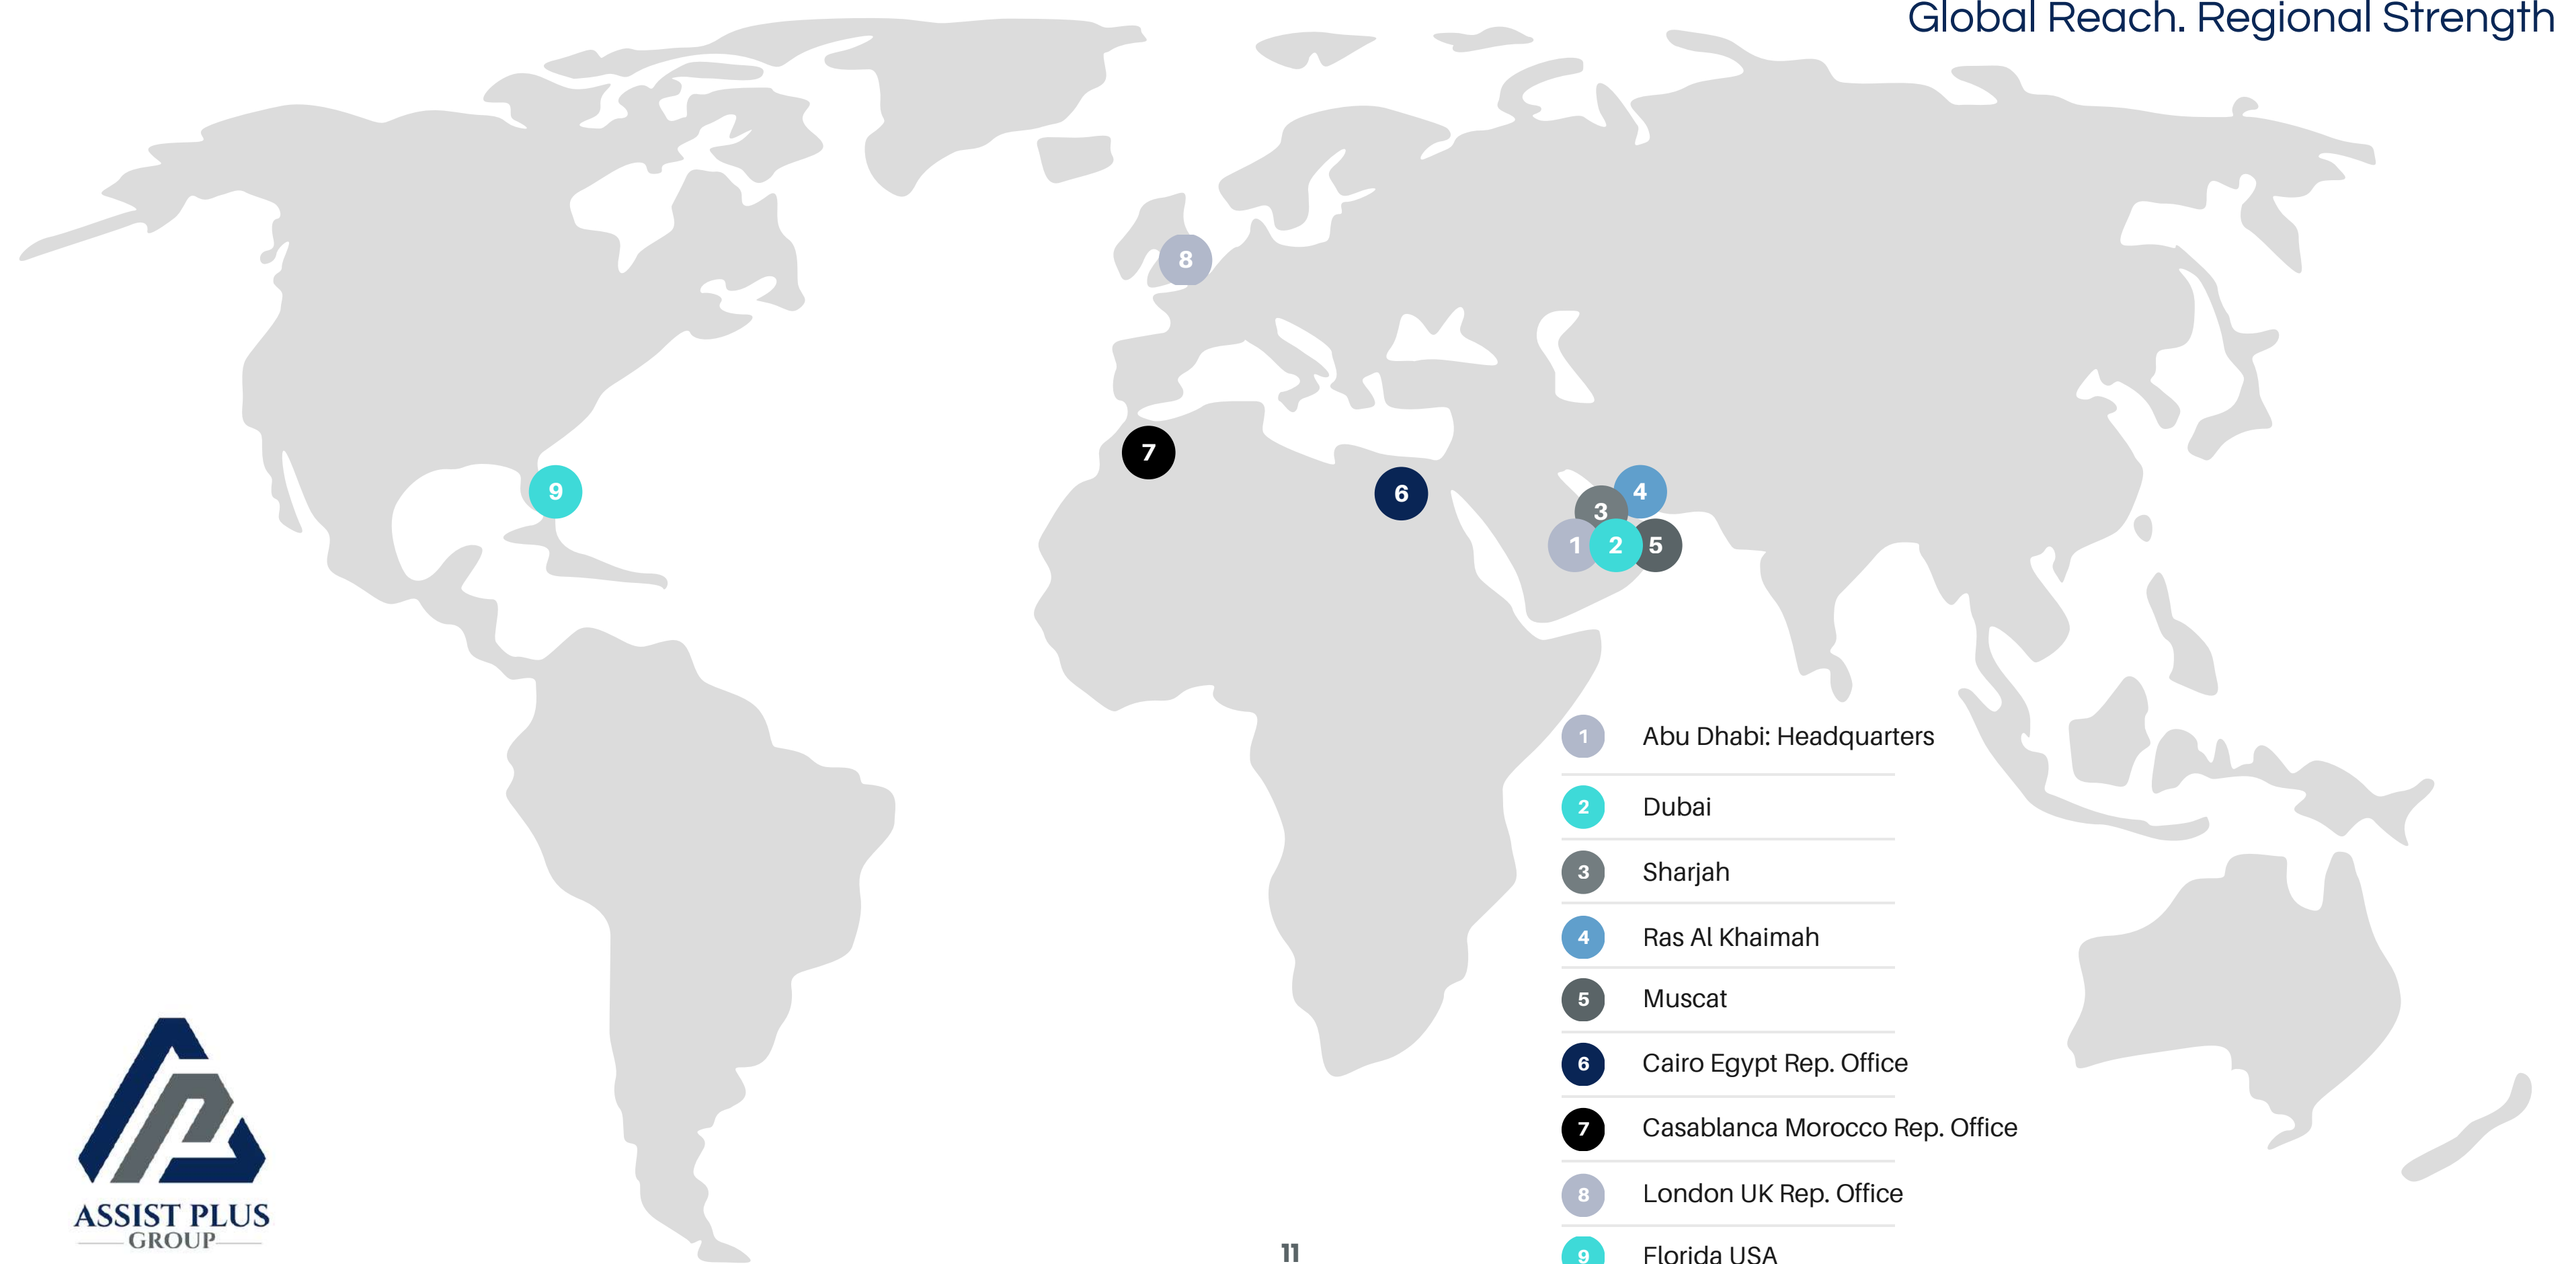 Global Reach. Regional Strength
8
7
9
6
4
3
1
2
5
1 Abu Dhabi: Headquarters
2 Dubai
3 Sharjah
4 Ras Al Khaimah
5 Muscat
6 Cairo Egypt Rep. Office
7 Casablanca Morocco Rep. Office
8 London UK Rep. Office
9 Florida USA
ASSIST PLUS
GROUP
11